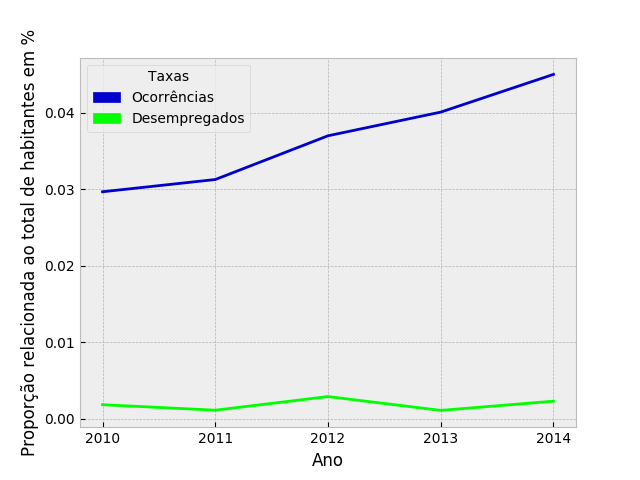 Proporção relacionada ao total de habitantes em %
Taxas
Ocorrências
Desempregados
0.04
0.03
0.02
0.01
0.00
2010 2011 2012 2013 2014
Ano